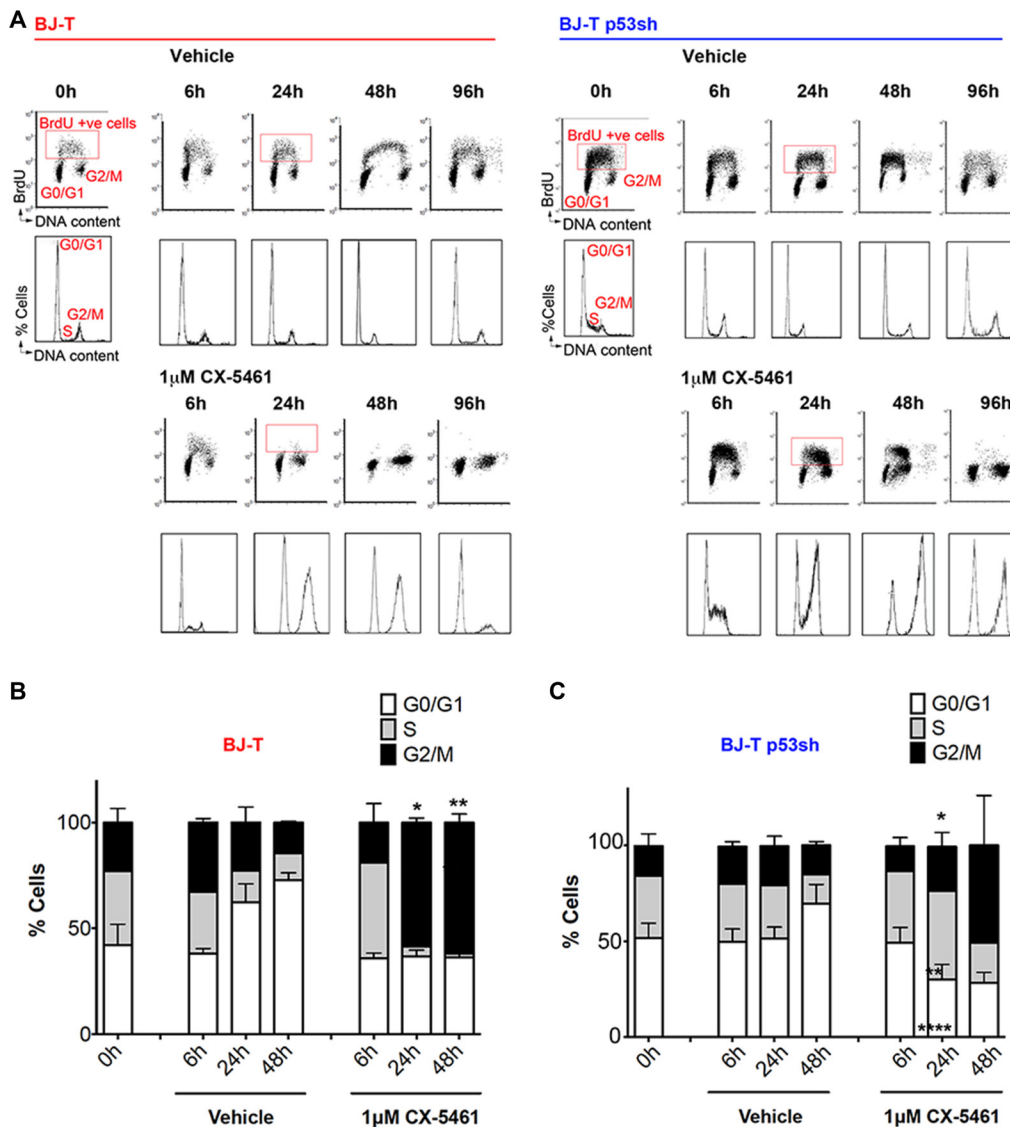 A
BJ-T
BJ-T p53sh
Vehicle
0h 6h 24h 48h 96h
BrdU +ve cells
G2/M
G0/G1
BrdU
DNA content
G0/G1
G2/M
S
% Cells
DNA content
1μM CX-5461
6h 24h 48h 96h
Vehicle
0h 6h 24h 48h 96h
BrdU +ve cells
G2/M
G0/G1
BrdU
DNA content
G0/G1
G2/M
S
%Cells
DNA content
1μM CX-5461
6h 24h 48h 96h
B
G0/G1
S
G2/M
BJ-T
* **
% Cells
100
50
0
0h 6h 24h 48h 6h 24h 48h
Vehicle 1μM CX-5461
C
G0/G1
S
G2/M
BJ-T p53sh
*
**
****
% Cells
100
50
0
0h 6h 24h 48h 6h 24h 48h
Vehicle 1μM CX-5461